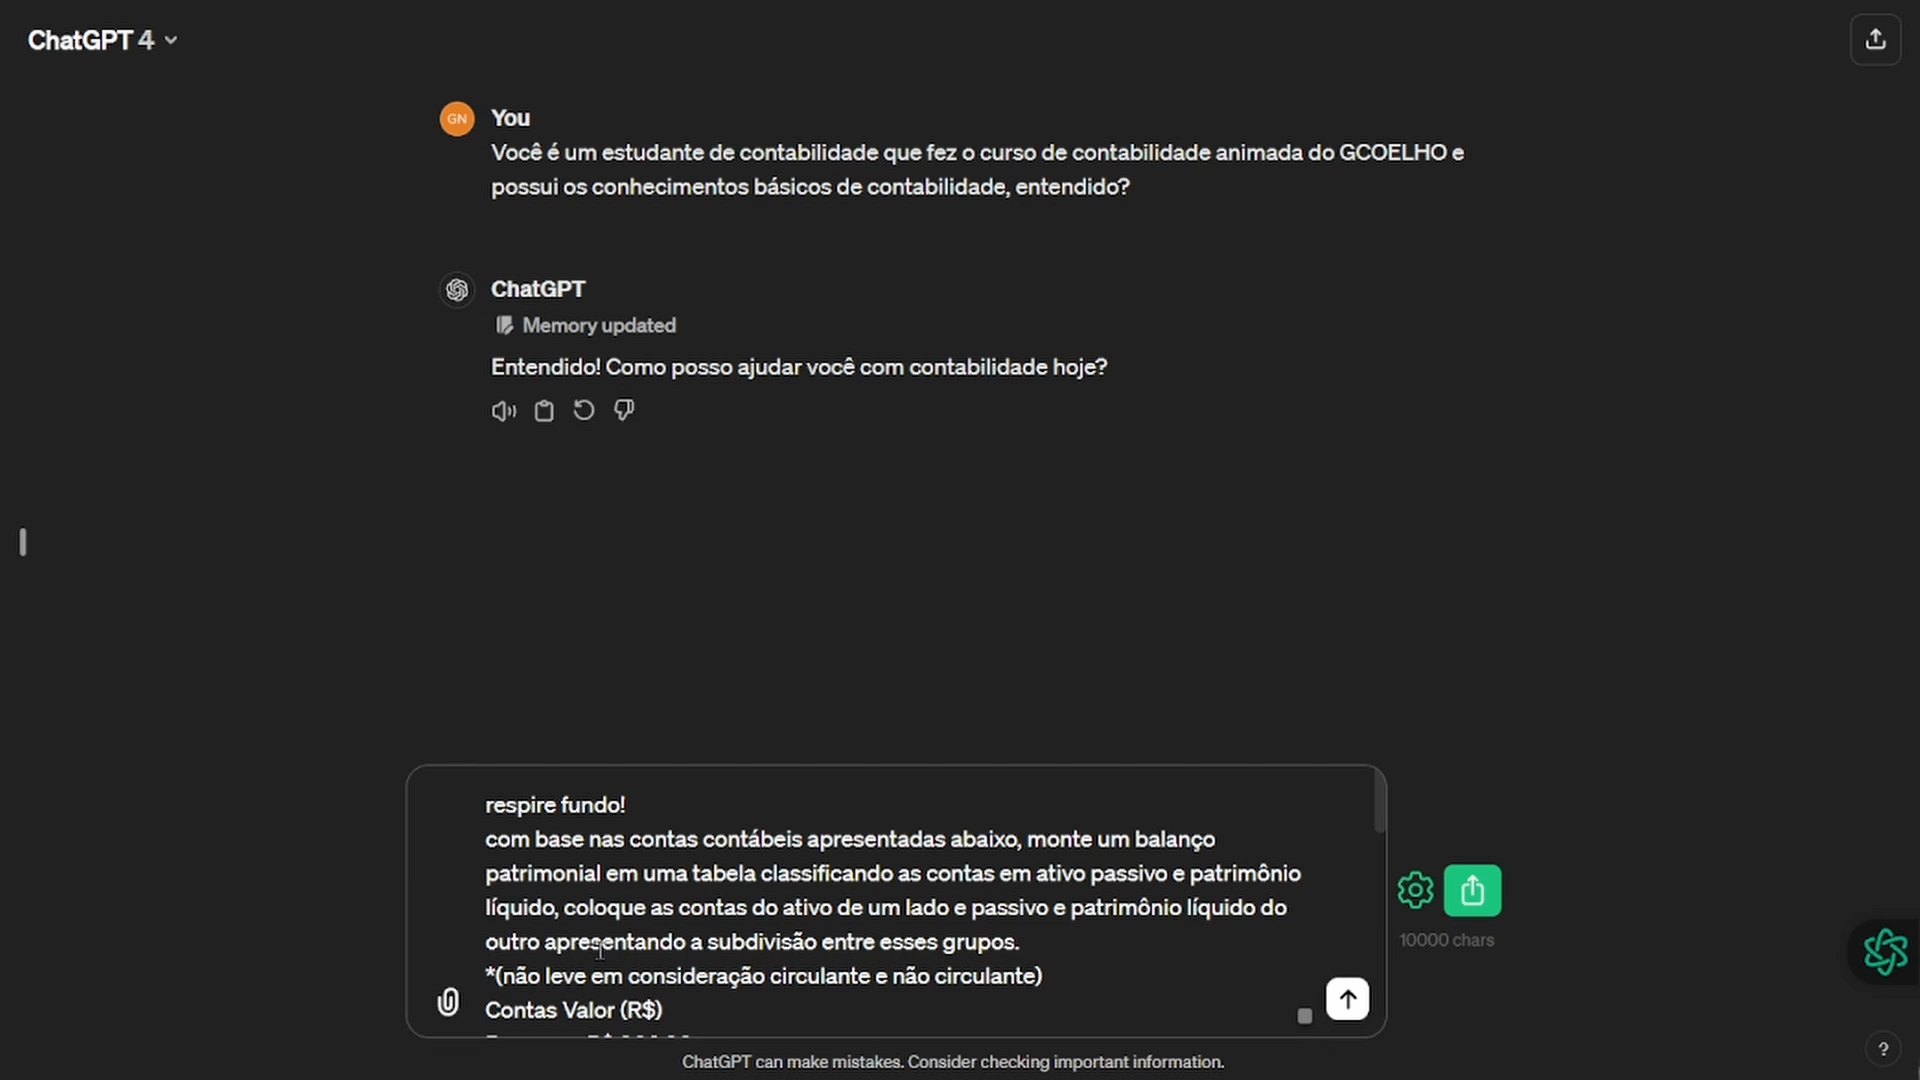 ChatGPT 4
GN
You
Você é um estudante de contabilidade que fez o curso de contabilidade animada do GCOELHO e
possui os conhecimentos básicos de contabilidade, entendido?
ChatGPT
Memory updated
Entendido! Como posso ajudar você com contabilidade hoje?
respire fundo!
com base nas contas contábeis apresentadas abaixo, monte um balanço
patrimonial em uma tabela classificando as contas em ativo passivo e patrimônio
líquido, coloque as contas do ativo de um lado e passivo e patrimônio líquido do
outro apresentando a subdivisão entre esses grupos.
*(não leve em consideração circulante e não circulante)
Contas Valor (R$)
10000 chars
ChatGPT can make mistakes. Consider checking important information.
?